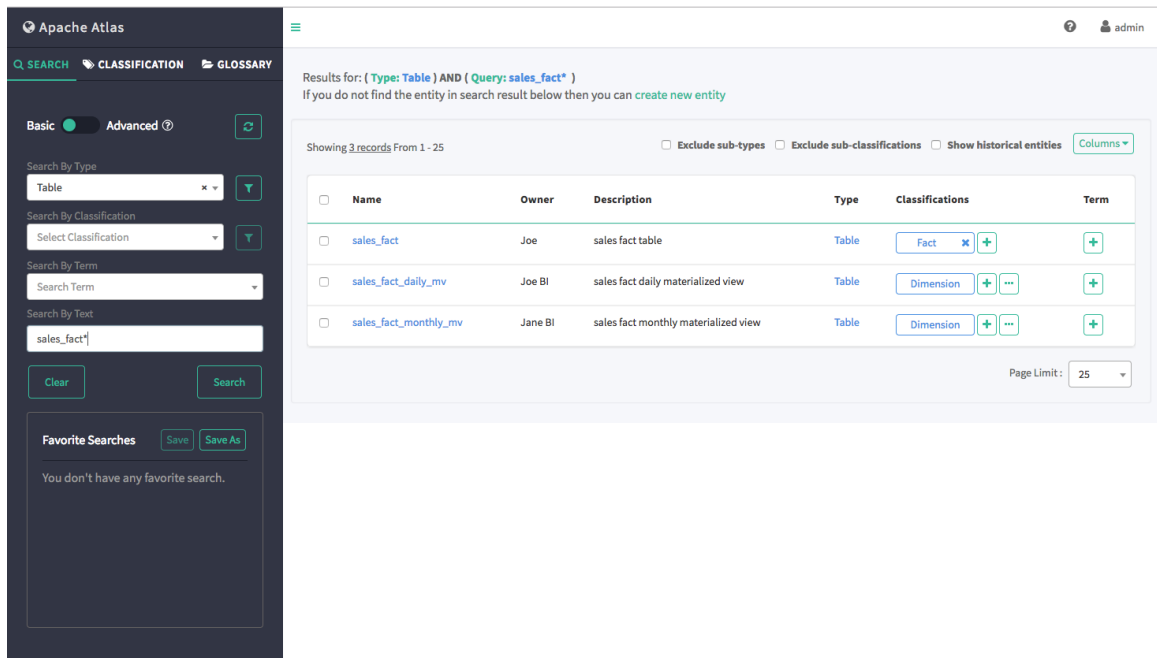 Apache Atlas
SEARCH CLASSIFICATION GLOSSARY
Basic Advanced
Search By Type
Table
Search By Classification
Select Classification
Search By Term
Search Term
Search By Text
sales_fact*
Clear Search
Favorite Searches Save Save As
You don't have any favorite search.
admin
Results for: ( Type: Table ) AND ( Query: sales_fact* )
If you do not find the entity in search result below then you can create new entity
Showing 3 records From 1 - 25 Exclude sub-types Exclude sub-classifications Show historical entities Columns
Name Owner Description Type Classifications Term
sales_fact Joe sales fact table Table Fact × + +
sales_fact_daily_mv Joe BI sales fact daily materialized view Table Dimension + ... +
sales_fact_monthly_mv Jane BI sales fact monthly materialized view Table Dimension + ... +
Page Limit : 25